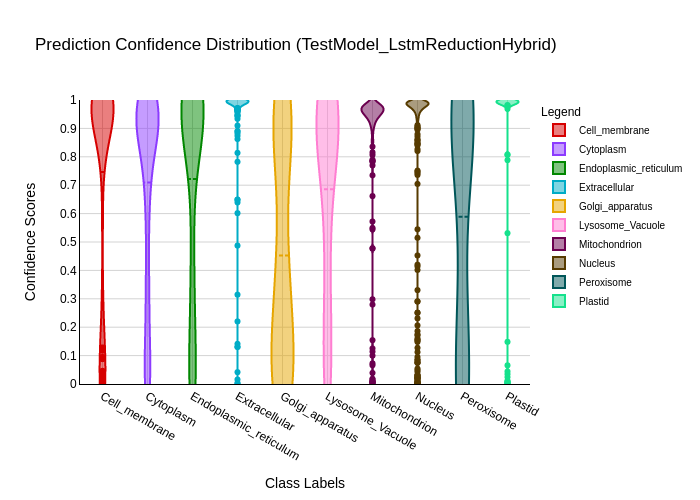 Prediction Confidence Distribution (TestModel_LstmReductionHybrid)
Confidence Scores
1
0.9
0.8
0.7
0.6
0.5
0.4
0.3
0.2
0.1
0
Cell_membrane
Cytoplasm
Endoplasmic_reticulum
Extracellular
Golgi_apparatus
Lysosome_Vacuole
Mitochondrion
Nucleus
Peroxisome
Plastid
Class Labels
Legend
Cell_membrane
Cytoplasm
Endoplasmic_reticulum
Extracellular
Golgi_apparatus
Lysosome_Vacuole
Mitochondrion
Nucleus
Peroxisome
Plastid